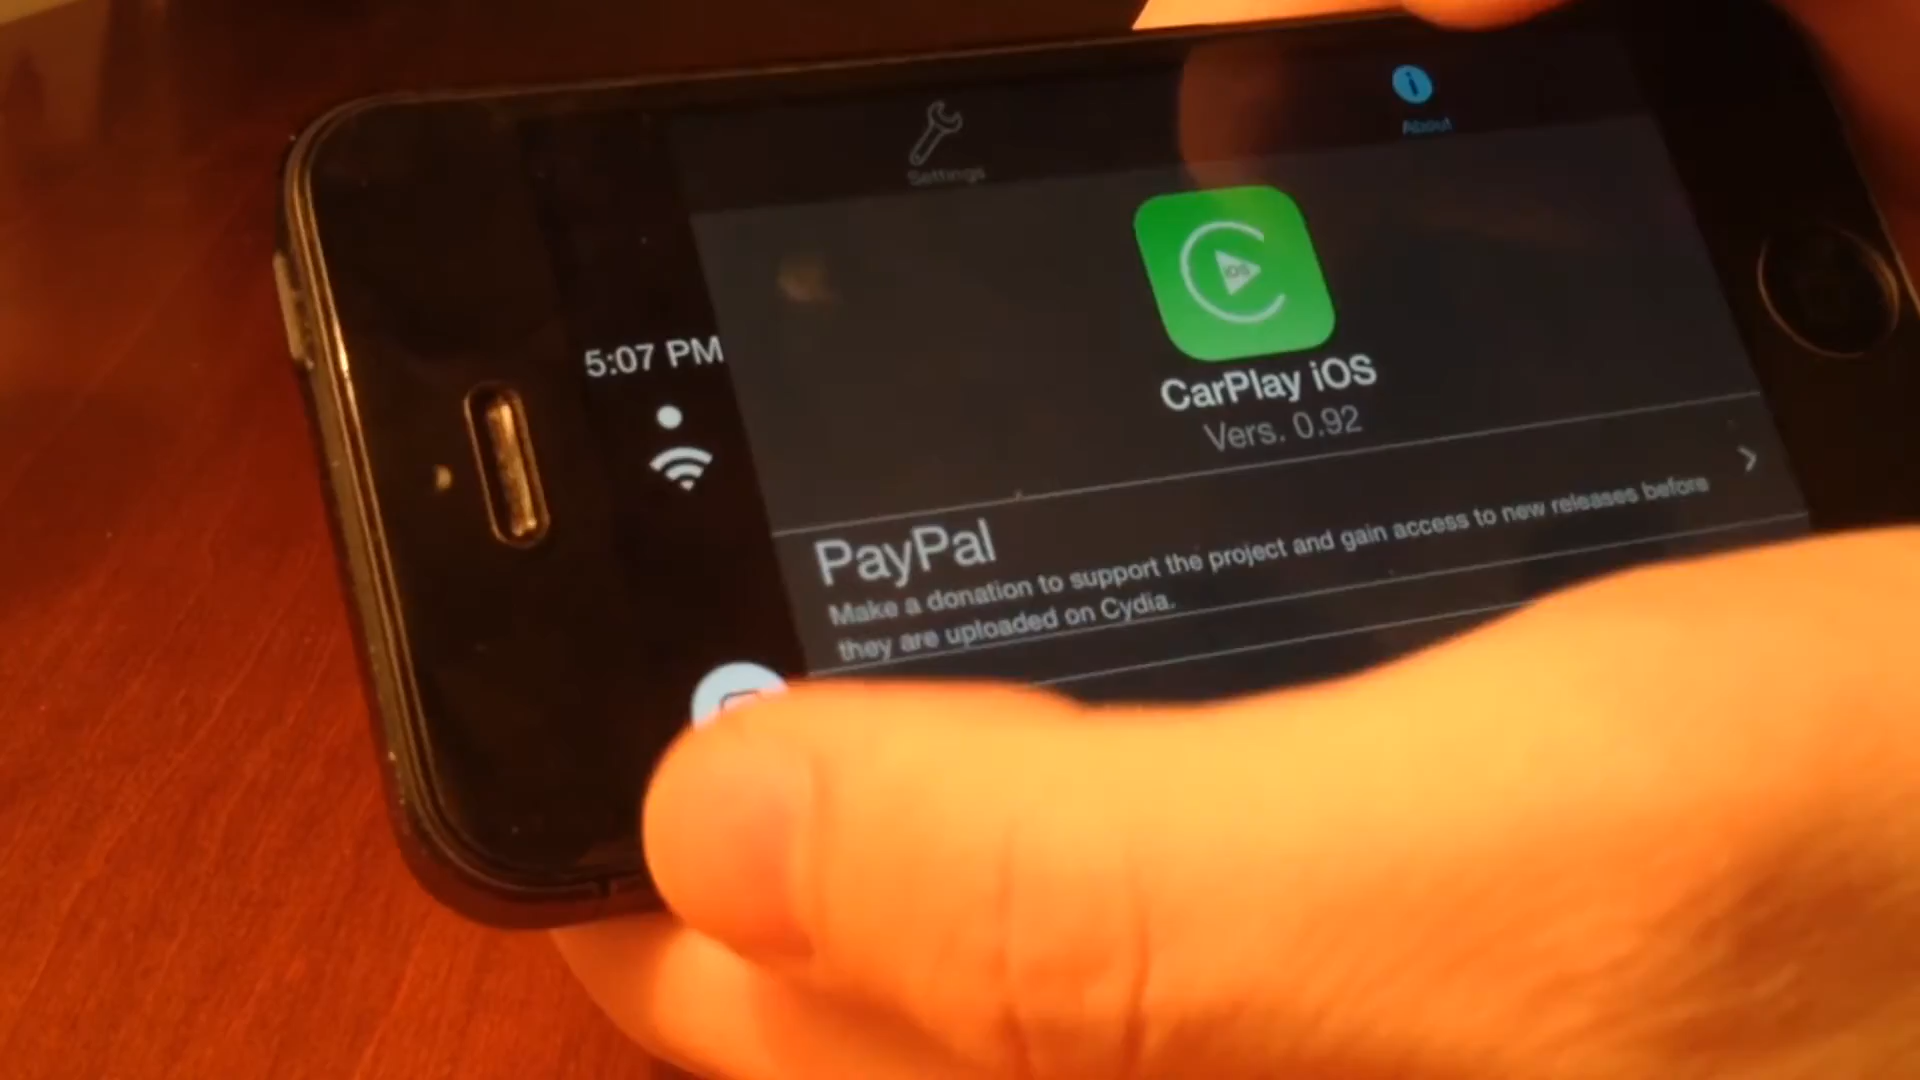 Settings
About
iOS
5:07 PM
CarPlay iOS
Vers. 0.92
PayPal
Make a donation to support the project and gain access to new releases before
they are uploaded on Cydia.